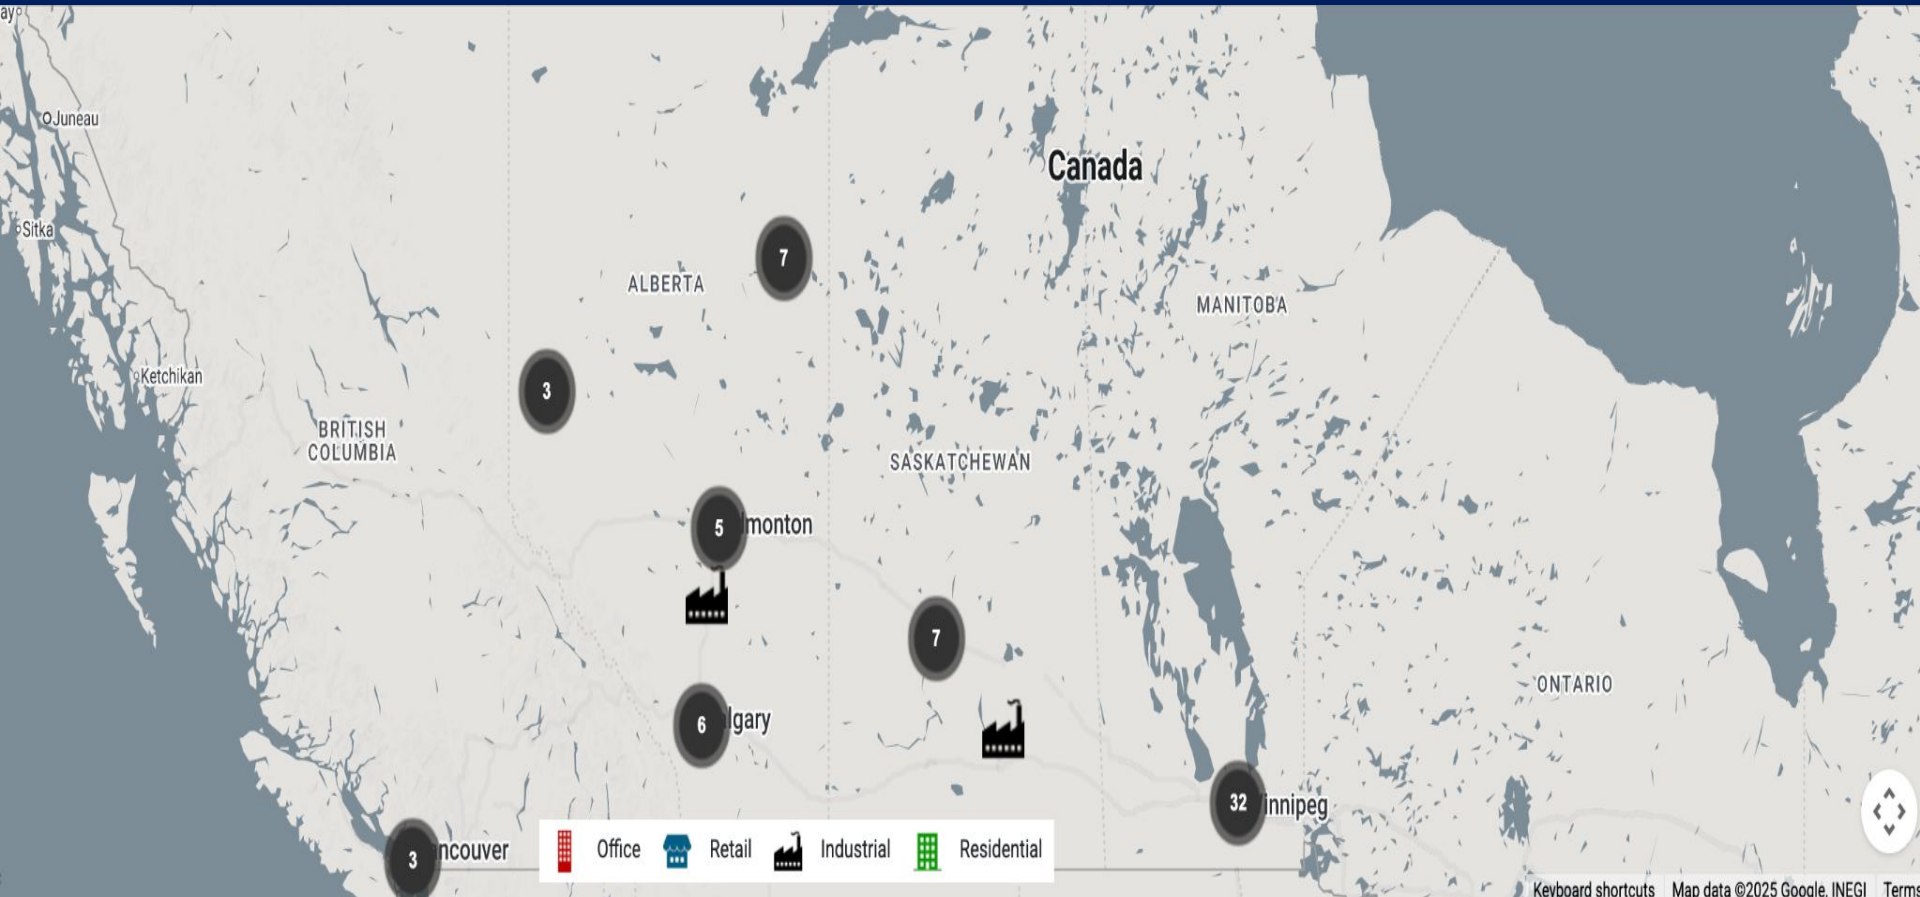 Juneau
Canada
Sitka
7
ALBERTA
MANITOBA
Ketchikan
3
BRITISH
COLUMBIA
SASKATCHEWAN
5
monton
7
ONTARIO
6
lgary
32
innipeg
3
ncouver
Office
Retail
Industrial
Residential
Keyboard shortcuts
Map data ©2025 Google, INEGI
Terms